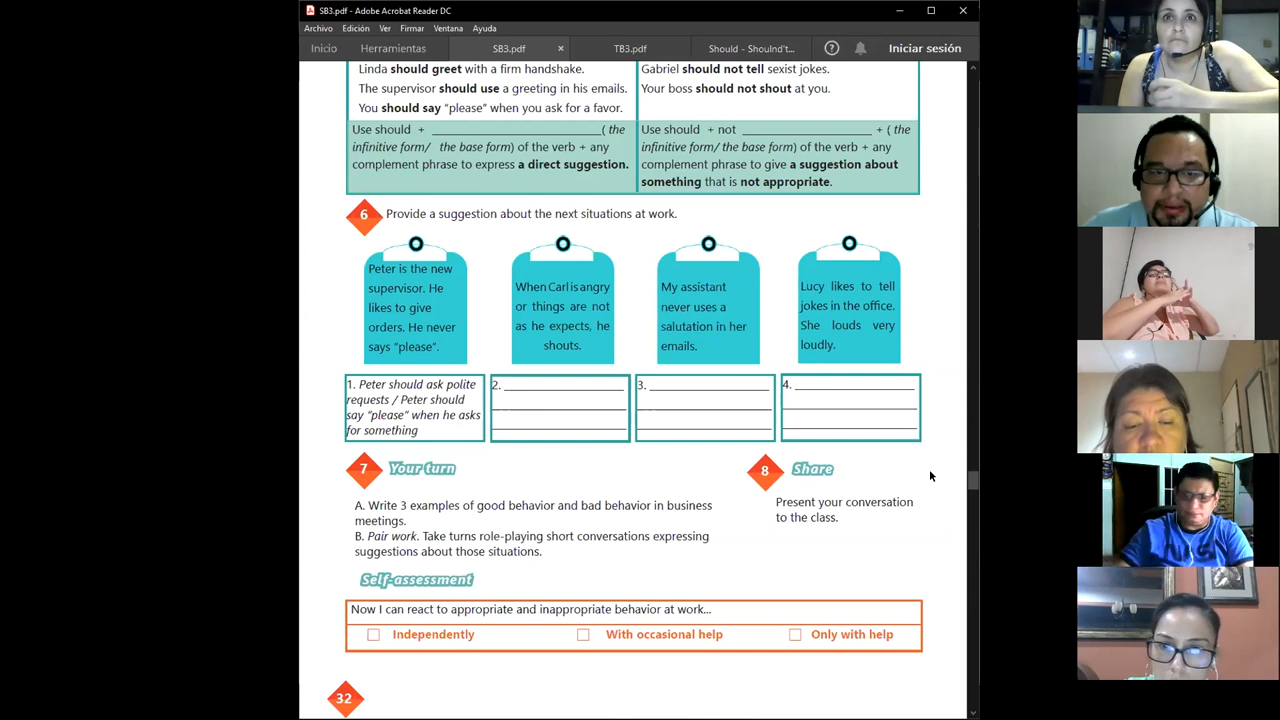 SB3.pdf - Adobe Acrobat Reader DC
Archivo Edición Ver Firmar Ventana Ayuda
Inicio Herramientas SB3.pdf × TB3.pdf Should - Shoulnd't... Iniciar sesión
Linda should greet with a firm handshake.
The supervisor should use a greeting in his emails.
You should say “please” when you ask for a favor.
Gabriel should not tell sexist jokes.
Your boss should not shout at you.
Use should + ____________________________( the
infinitive form/ the base form) of the verb + any
complement phrase to express a direct suggestion.
Use should + not _____________________ + ( the
infinitive form/ the base form) of the verb + any
complement phrase to give a suggestion about
something that is not appropriate.
6 Provide a suggestion about the next situations at work.
Peter is the new
supervisor. He
likes to give
orders. He never
says “please”.
When Carl is angry
or things are not
as he expects, he
shouts.
My assistant
never uses a
salutation in her
emails.
Lucy likes to tell
jokes in the office.
She louds very
loudly.
1. Peter should ask polite
requests / Peter should
say “please” when he asks
for something
2. ____________________
3. ____________________
4. ____________________
7 Your turn
A. Write 3 examples of good behavior and bad behavior in business
meetings.
B. Pair work. Take turns role-playing short conversations expressing
suggestions about those situations.
8 Share
Present your conversation
to the class.
Self-assessment
Now I can react to appropriate and inappropriate behavior at work...
Independently With occasional help Only with help
32